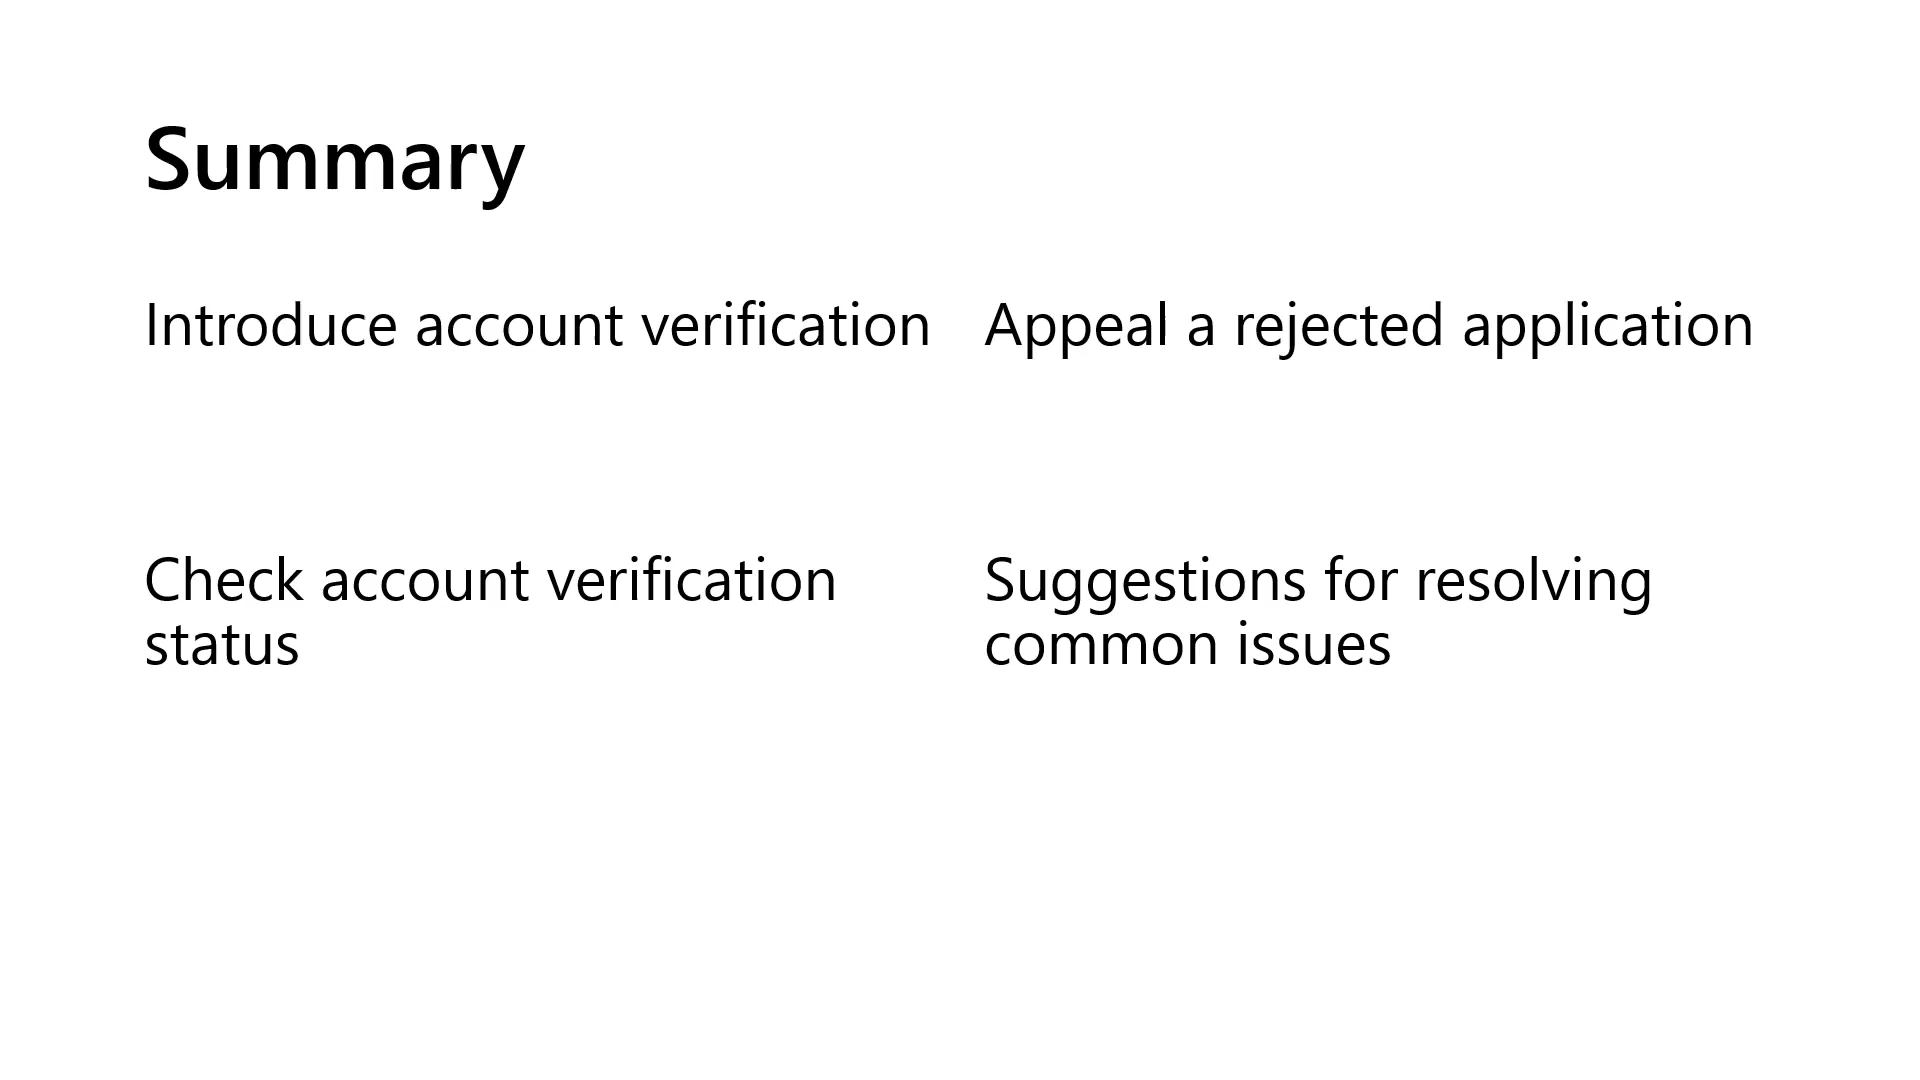 Summary
Introduce account verification
Check account verification
status
Appeal a rejected application
Suggestions for resolving
common issues